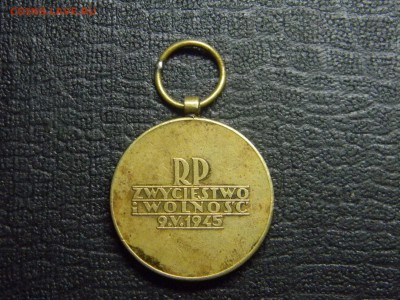 RP
ZWYCIĘSTWO
i WOLNOŚĆ
9.V.1945